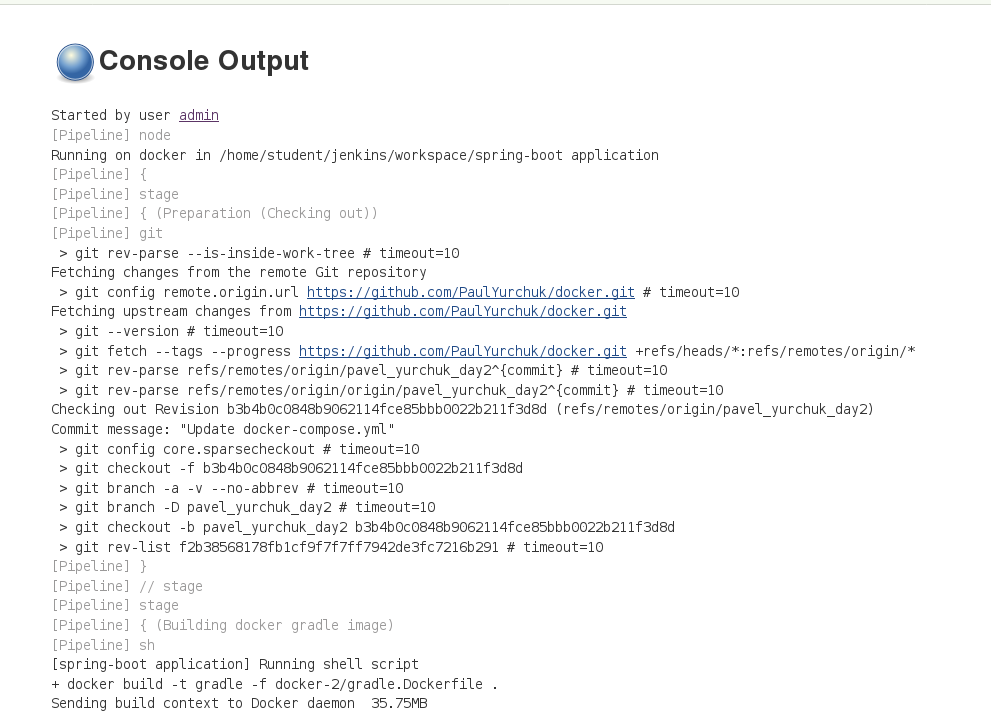 Console Output
Started by user admin
[Pipeline] node
Running on docker in /home/student/jenkins/workspace/spring-boot application
[Pipeline] {
[Pipeline] stage
[Pipeline] { (Preparation (Checking out))
[Pipeline] git
 > git rev-parse --is-inside-work-tree # timeout=10
Fetching changes from the remote Git repository
 > git config remote.origin.url https://github.com/PaulYurchuk/docker.git # timeout=10
Fetching upstream changes from https://github.com/PaulYurchuk/docker.git
 > git --version # timeout=10
 > git fetch --tags --progress https://github.com/PaulYurchuk/docker.git +refs/heads/*:refs/remotes/origin/*
 > git rev-parse refs/remotes/origin/pavel_yurchuk_day2^{commit} # timeout=10
 > git rev-parse refs/remotes/origin/origin/pavel_yurchuk_day2^{commit} # timeout=10
Checking out Revision b3b4b0c0848b9062114fce85bbb0022b211f3d8d (refs/remotes/origin/pavel_yurchuk_day2)
Commit message: "Update docker-compose.yml"
 > git config core.sparsecheckout # timeout=10
 > git checkout -f b3b4b0c0848b9062114fce85bbb0022b211f3d8d
 > git branch -a -v --no-abbrev # timeout=10
 > git branch -D pavel_yurchuk_day2 # timeout=10
 > git checkout -b pavel_yurchuk_day2 b3b4b0c0848b9062114fce85bbb0022b211f3d8d
 > git rev-list f2b38568178fb1cf9f7f7ff7942de3fc7216b291 # timeout=10
[Pipeline] }
[Pipeline] // stage
[Pipeline] stage
[Pipeline] { (Building docker gradle image)
[Pipeline] sh
[spring-boot application] Running shell script
+ docker build -t gradle -f docker-2/gradle.Dockerfile .
Sending build context to Docker daemon  35.75MB